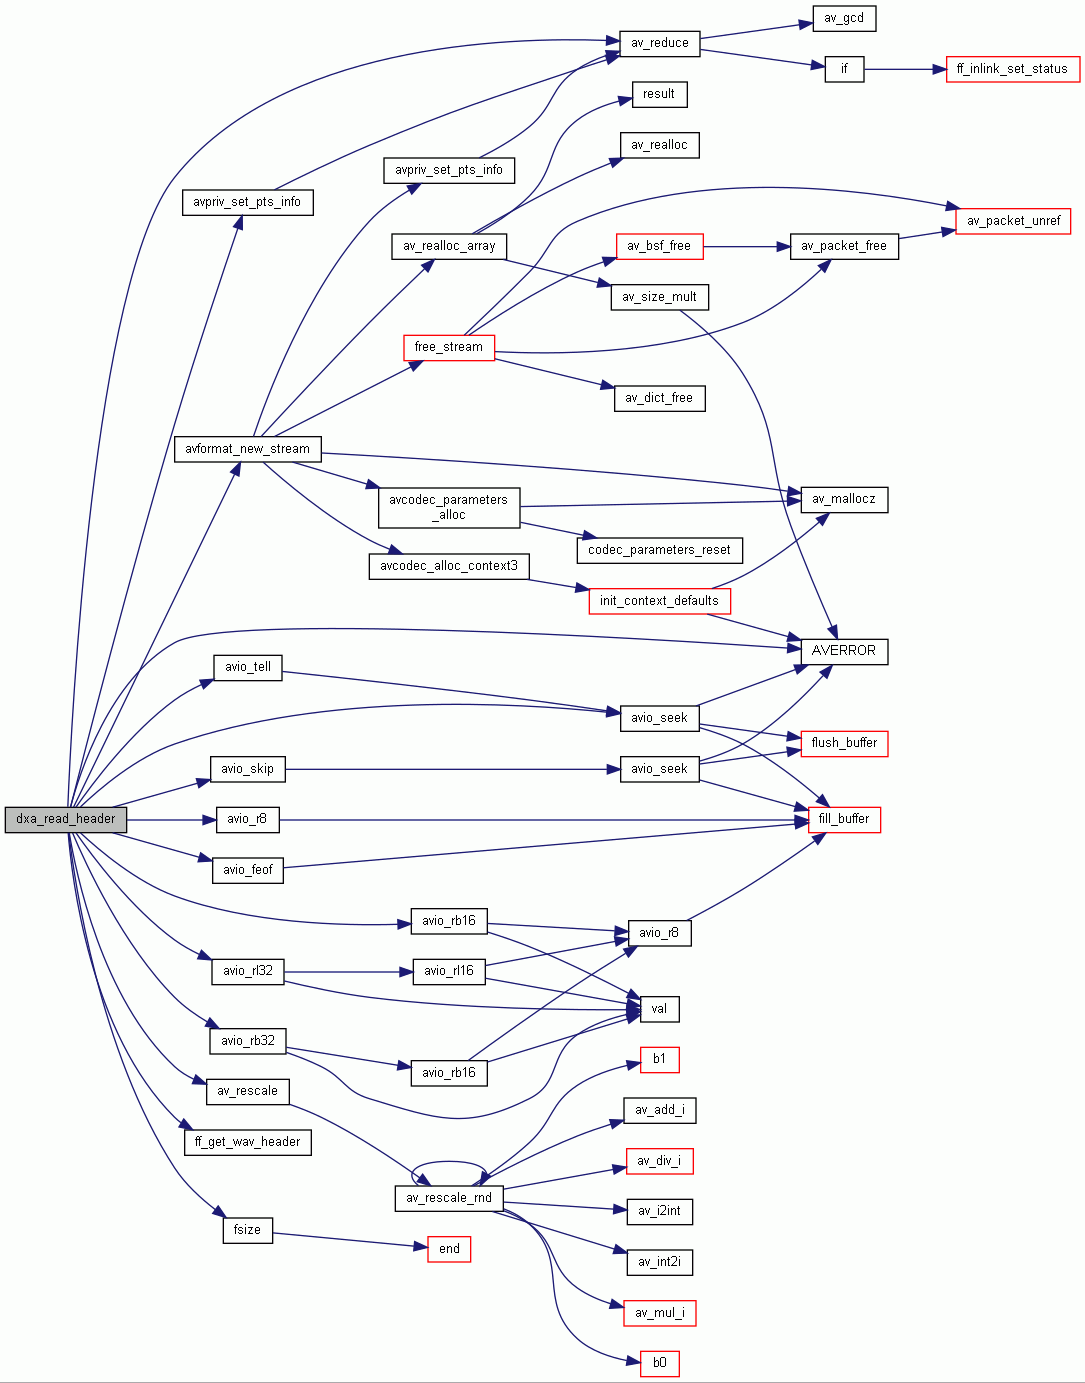 av_gcd
av_reduce
if
ff_inlink_set_status
result
av_realloc
avpriv_set_pts_info
avpriv_set_pts_info
av_packet_unref
av_realloc_array
av_bsf_free
av_packet_free
av_size_mult
free_stream
av_dict_free
avformat_new_stream
avcodec_parameters
_alloc
av_mallocz
codec_parameters_reset
avcodec_alloc_context3
init_context_defaults
AVERROR
avio_tell
avio_seek
flush_buffer
avio_skip
avio_seek
dxa_read_header
avio_r8
fill_buffer
avio_feof
avio_rb16
avio_r8
avio_rl32
avio_rl16
val
avio_rb32
avio_rb16
b1
av_rescale
av_add_i
ff_get_wav_header
av_div_i
av_rescale_rnd
av_i2int
fsize
end
av_int2i
av_mul_i
b0